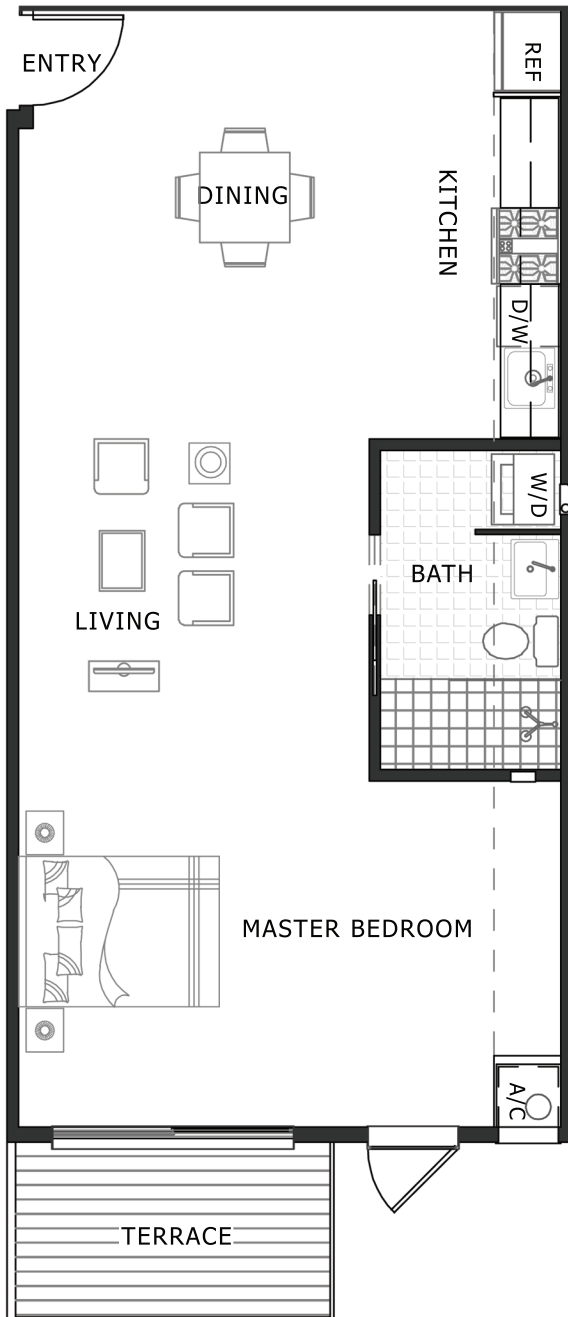 ENTRY
REF
DINING
KITCHEN
D/W
W/D
BATH
LIVING
MASTER BEDROOM
A/C
TERRACE